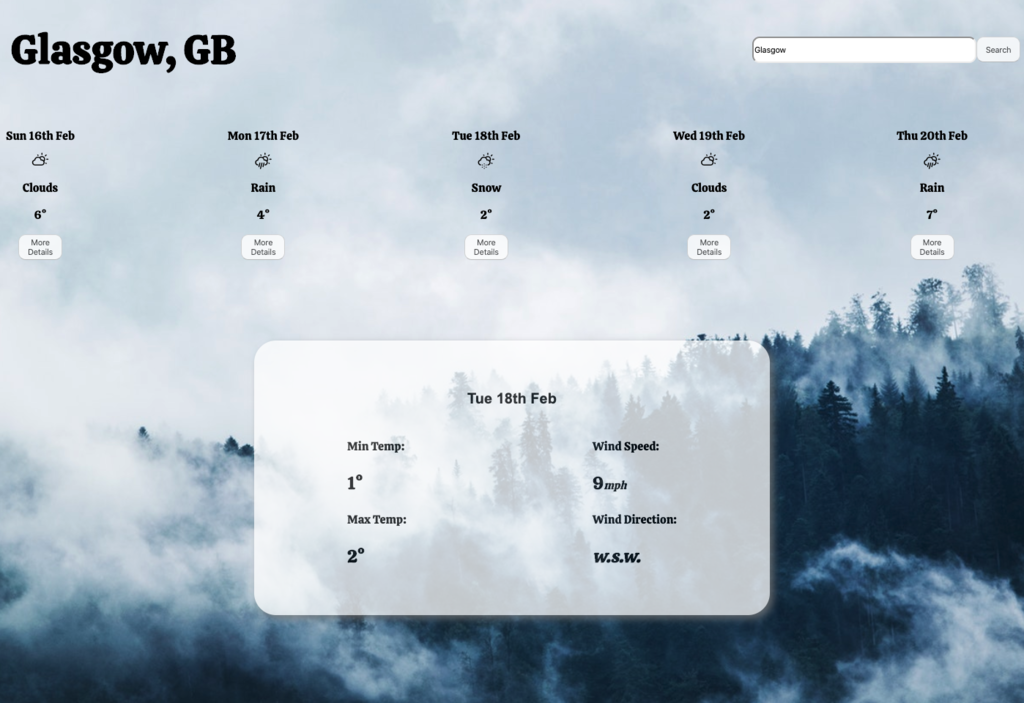 Glasgow, GB
Glasgow
Search
Sun 16th Feb
Clouds
6°
More
Details
Mon 17th Feb
Rain
4°
More
Details
Tue 18th Feb
Snow
2°
More
Details
Wed 19th Feb
Clouds
2°
More
Details
Thu 20th Feb
Rain
7°
More
Details
Tue 18th Feb
Min Temp:
1°
Max Temp:
2°
Wind Speed:
9mph
Wind Direction:
W.S.W.